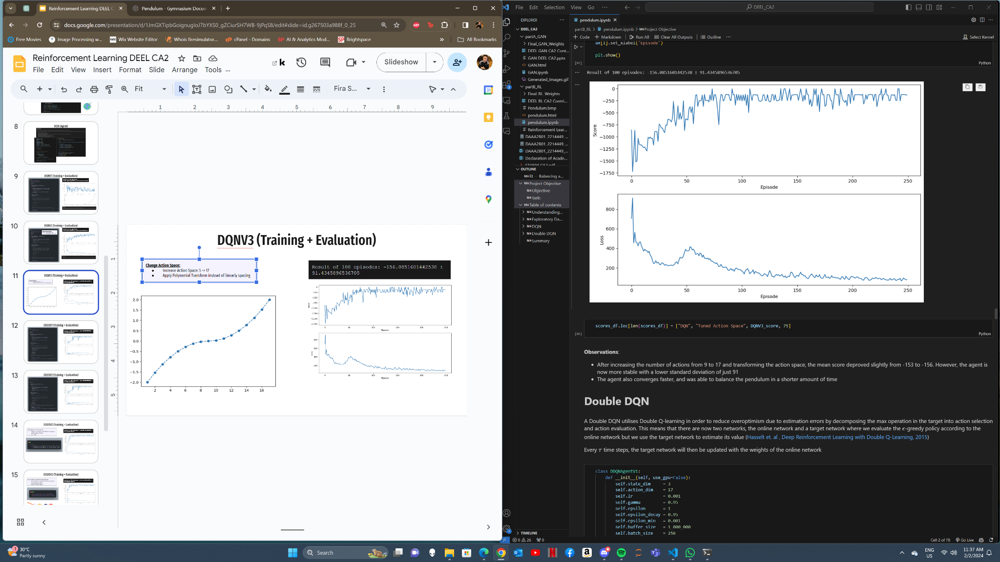 Reinforcement Learning DEEL C
Pendulum - Gymnasium Docum
docs.google.com/presentation/d/1JmGXTipbGoignugIoJ7bYXS0_gZCiurSH7WB-9jPqS8/edit#slide=id.g267503a988f_0_25
Free Movies
Image Processing w...
Wix Website Editor
Whois firesimulator...
cPanel - Domains
AI & Analytics Mod...
Brightspace
All Bookmarks
Reinforcement Learning DEEL CA2
File Edit View Insert Format Slide Arrange Tools ...
Slideshow
Fit
Fira S...
8
DQN (Agent)
9
DQNV1 (Training + Evaluation)
10
DQNV2 (Training + Evaluation)
11
DQNV3 (Training + Evaluation)
12
DDQNV1 (Training + Evaluation)
13
DDQNV1 (Training + Evaluation)
14
DDQNV2 (Training + Evaluation)
15
DDQNV3 (Training + Evaluation)
1 2 3 4 5 6 7 8 9
DQNV3 (Training + Evaluation)
Change Action Space:
Increase Action Space: 5 -> 17
Apply Polynomial Transform instead of linearly spacing
Result of 100 episodes: -156.0851601442538 ±
91.4345896536705
2.0
1.5
1.0
0.5
0.0
−0.5
−1.0
−1.5
−2.0
2 4 6 8 10 12 14 16
File Edit Selection View Go ...
DEEL_CA2
EXPLORER
DEEL_CA2
partA_GAN
Final_GAN_Weights
DEEL GAN CA2 Cont...
GAN DEEL CA2.pptx
GAN.html
GAN.ipynb
Generated_Images.gif
partB_RL
Final_RL_Weights
DEEL RL CA2 Contri...
Pendulum.bmp
pendulum.html
pendulum.ipynb
Reinforcement Lear...
DAAA2B01_2214449_...
DAAA2B01_2214449_...
DAAA2B01_2214449_...
Declaration of Acade...
OUTLINE
RL - Balancing a...
Project Objective
Objective:
Task:
Table of contents
Understanding...
Exploratory Da...
DQN
Double DQN
Summary
TIMELINE
pendulum.ipynb
partB_RL > pendulum.ipynb > Project Objective
+ Code + Markdown Run All Clear All Outputs Outline ...
Select Kernel
ax[1].set_xlabel("Episode")
plt.show()
[62]
Python
Result of 100 episodes: -156.0851601442538 ± 91.4345896536705
0
−250
−500
−750
−1000
−1250
−1500
−1750
Score
0 50 100 150 200 250
Episode
800
600
400
200
Loss
0 50 100 150 200 250
Episode
scores_df.loc[len(scores_df)] = ["DQN", "Tuned Action Space", DQNV3_score, 75]
[66]
Python
Observations:
After increasing the number of actions from 9 to 17 and transforming the action space, the mean score deproved slightly from -153 to -156. However, the agent is
now more stable with a lower standard deviation of just 91
The agent also converges faster, and was able to balance the pendulum in a shorter amount of time
Double DQN
A Double DQN utilises Double Q-learning in order to reduce overoptimism due to estimation errors by decomposing the max operation in the target into action selection
and action evaluation. This means that there are now two networks, the online network and a target network where we evaluate the ϵ-greedy policy according to the
online network but we use the target network to estimate its value (Hasselt et. al , Deep Reinforcement Learning with Double Q-Learning, 2015)
Every τ time steps, the target network will then be updated with the weights of the online network
class DDQNAgentV1:
def __init__(self, use_gpu=False):
self.state_dim = 3
self.action_dim = 17
self.lr = 0.001
self.gamma = 0.95
self.epsilon = 1
self.epsilon_decay = 0.95
self.epsilon_min = 0.001
self.buffer_size = 1_000_000
self.batch_size = 256
0 26 0
Cell 2 of 78
Go Live
1
30°C
Partly sunny
Search
ENG
US
11:37 AM
2/2/2024